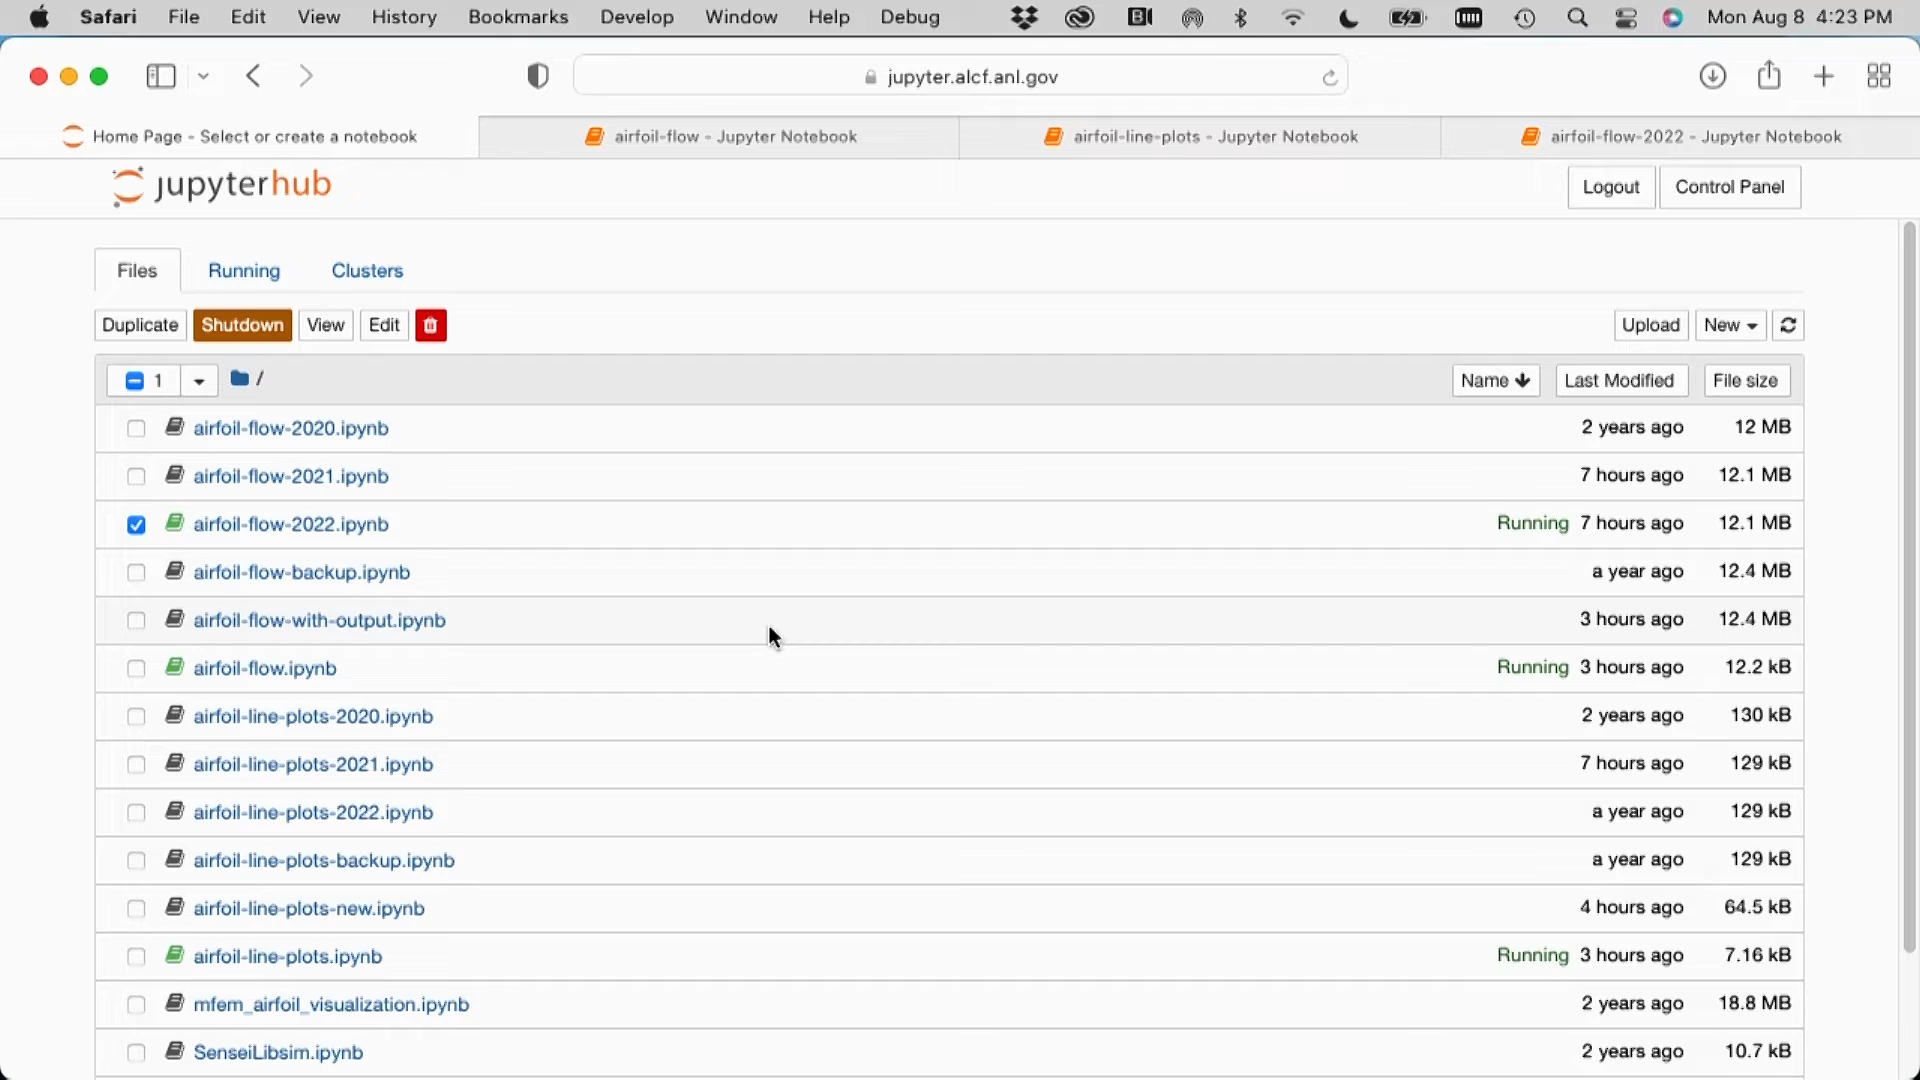 Safari File Edit View History Bookmarks Develop Window Help Debug Mon Aug 8 4:23 PM
jupyter.alcf.anl.gov
Home Page - Select or create a notebook airfoil-flow - Jupyter Notebook airfoil-line-plots - Jupyter Notebook airfoil-flow-2022 - Jupyter Notebook
jupyterhub Logout Control Panel
Files Running Clusters
Duplicate Shutdown View Edit Upload New
1 / Name Last Modified File size
airfoil-flow-2020.ipynb 2 years ago 12 MB
airfoil-flow-2021.ipynb 7 hours ago 12.1 MB
airfoil-flow-2022.ipynb Running 7 hours ago 12.1 MB
airfoil-flow-backup.ipynb a year ago 12.4 MB
airfoil-flow-with-output.ipynb 3 hours ago 12.4 MB
airfoil-flow.ipynb Running 3 hours ago 12.2 kB
airfoil-line-plots-2020.ipynb 2 years ago 130 kB
airfoil-line-plots-2021.ipynb 7 hours ago 129 kB
airfoil-line-plots-2022.ipynb a year ago 129 kB
airfoil-line-plots-backup.ipynb a year ago 129 kB
airfoil-line-plots-new.ipynb 4 hours ago 64.5 kB
airfoil-line-plots.ipynb Running 3 hours ago 7.16 kB
mfem_airfoil_visualization.ipynb 2 years ago 18.8 MB
SenseiLibsim.ipynb 2 years ago 10.7 kB